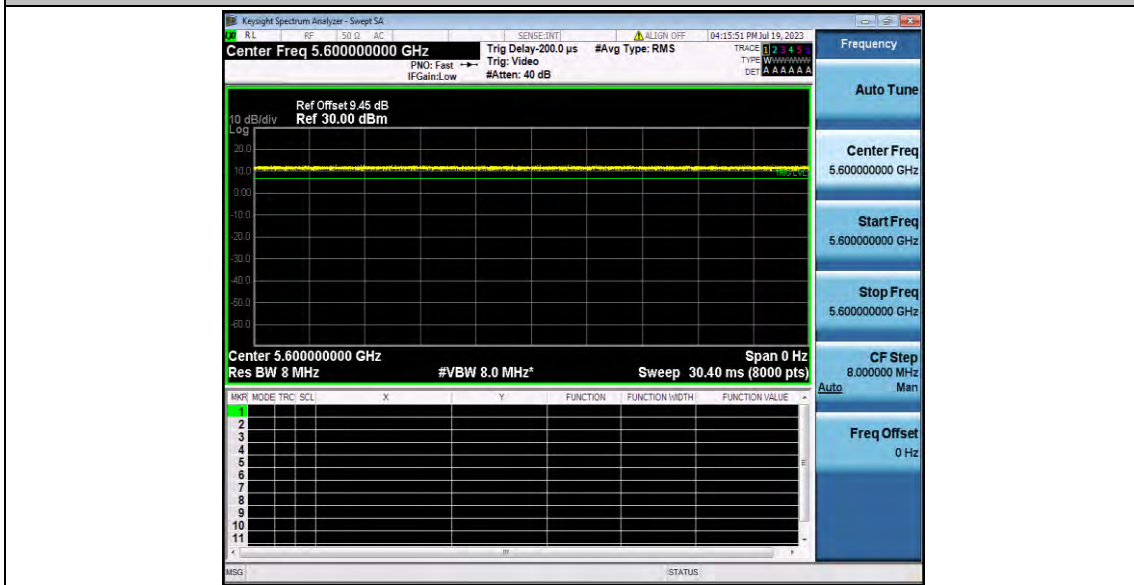 Keysight Spectrum Analyzer - Swept SA
RL RF 50 Ω AC SENSE:INT ALIGN OFF 04:15:51 PM Jul 19, 2023
Center Freq 5.600000000 GHz
PNO: Fast
IFGain:Low
Trig Delay-200.0 µs
Trig: Video
#Atten: 40 dB
#Avg Type: RMS
TRACE 1 2 3 4 5 6
TYPE W
DET A A A A A A
Ref Offset 9.45 dB
10 dB/div Ref 30.00 dBm
Log
20.0
10.0
0.00
-10.0
-20.0
-30.0
-40.0
-50.0
-60.0
Center 5.600000000 GHz Span 0 Hz
Res BW 8 MHz #VBW 8.0 MHz* Sweep 30.40 ms (8000 pts)
MKR MODE TRC SCL X Y FUNCTION FUNCTION WIDTH FUNCTION VALUE
1
2
3
4
5
6
7
8
9
10
11
MSG STATUS
Frequency
Auto Tune
Center Freq
5.600000000 GHz
Start Freq
5.600000000 GHz
Stop Freq
5.600000000 GHz
CF Step
8.000000 MHz
Auto Man
Freq Offset
0 Hz